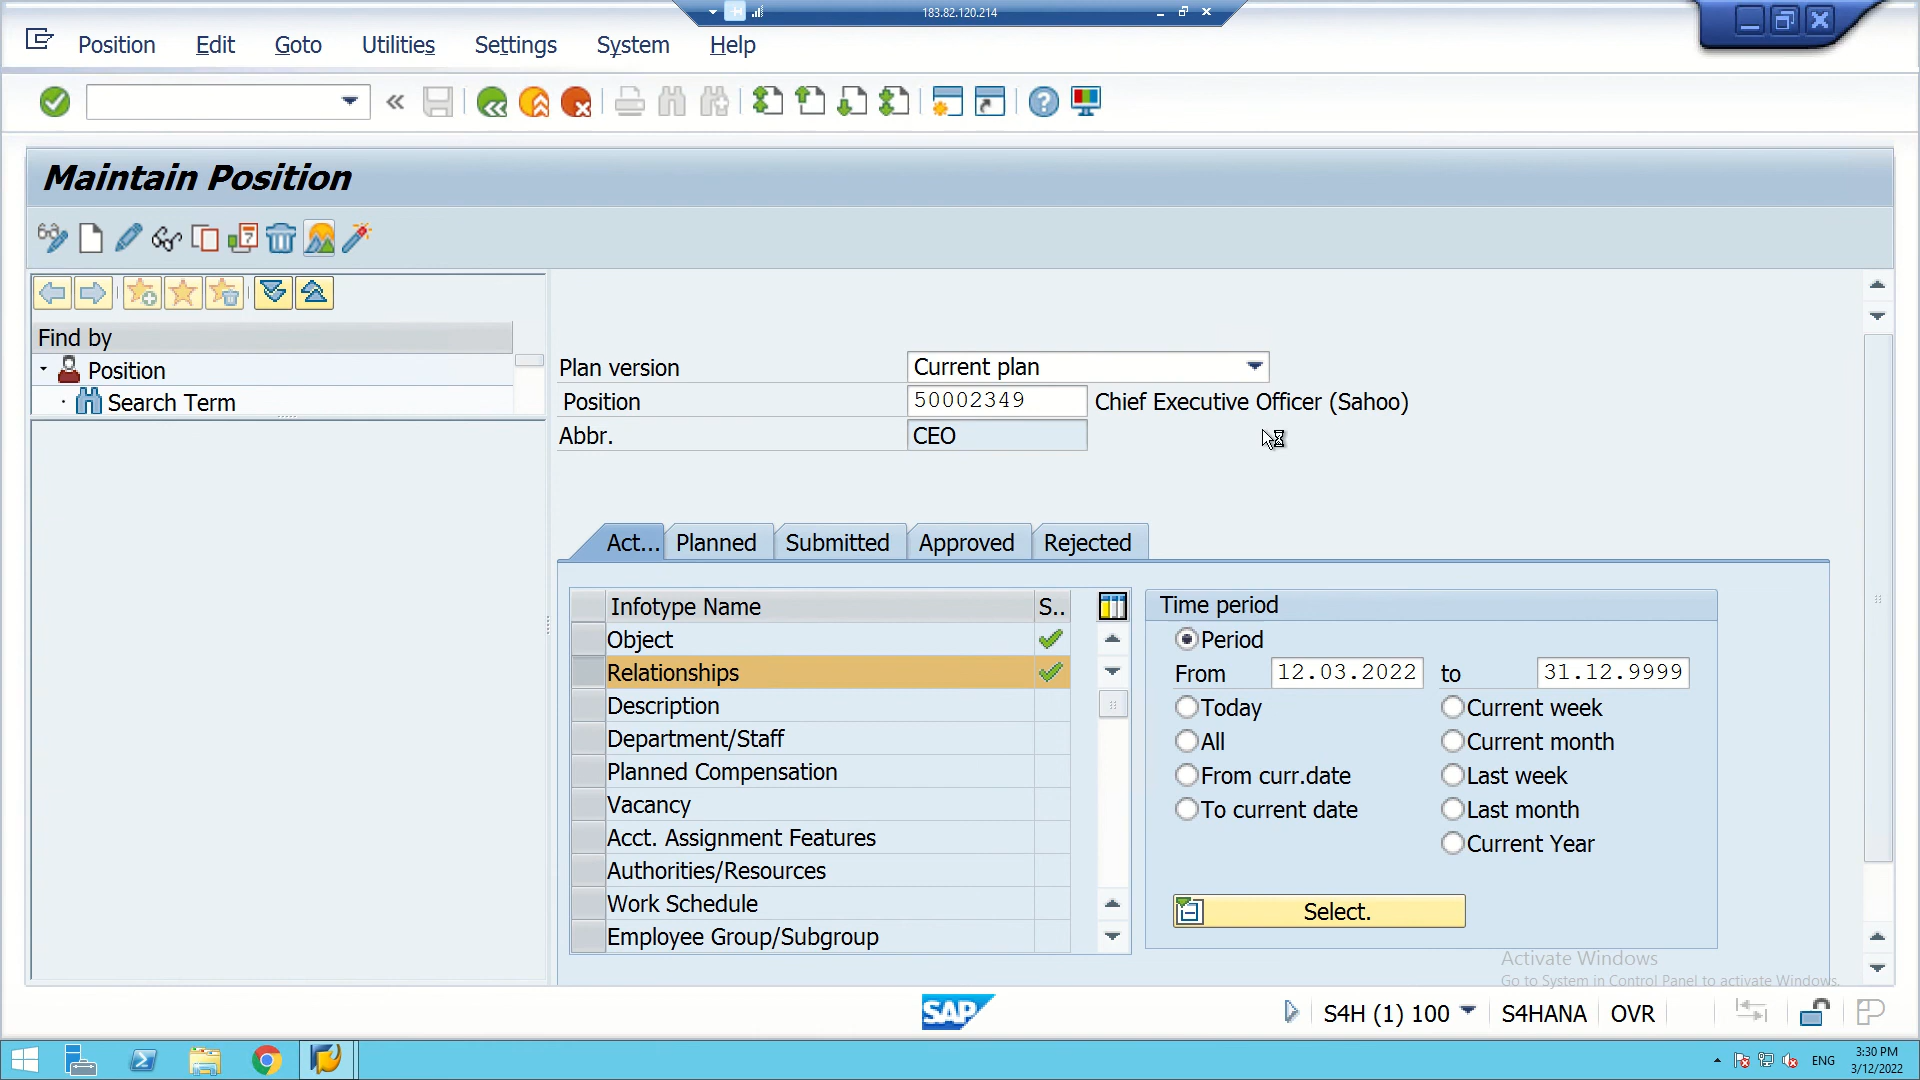 183.82.120.214
Position Edit Goto Utilities Settings System Help
Maintain Position
Find by
Position
Search Term
Plan version Current plan
Position 50002349 Chief Executive Officer (Sahoo)
Abbr. CEO
Act... Planned Submitted Approved Rejected
Infotype Name S..
Object
Relationships
Description
Department/Staff
Planned Compensation
Vacancy
Acct. Assignment Features
Authorities/Resources
Work Schedule
Employee Group/Subgroup
Time period
Period
From 12.03.2022 to 31.12.9999
Today Current week
All Current month
From curr.date Last week
To current date Last month
Current Year
Select.
Activate Windows
Go to System in Control Panel to activate Windows.
SAP S4H (1) 100 S4HANA OVR
ENG 3:30 PM
3/12/2022